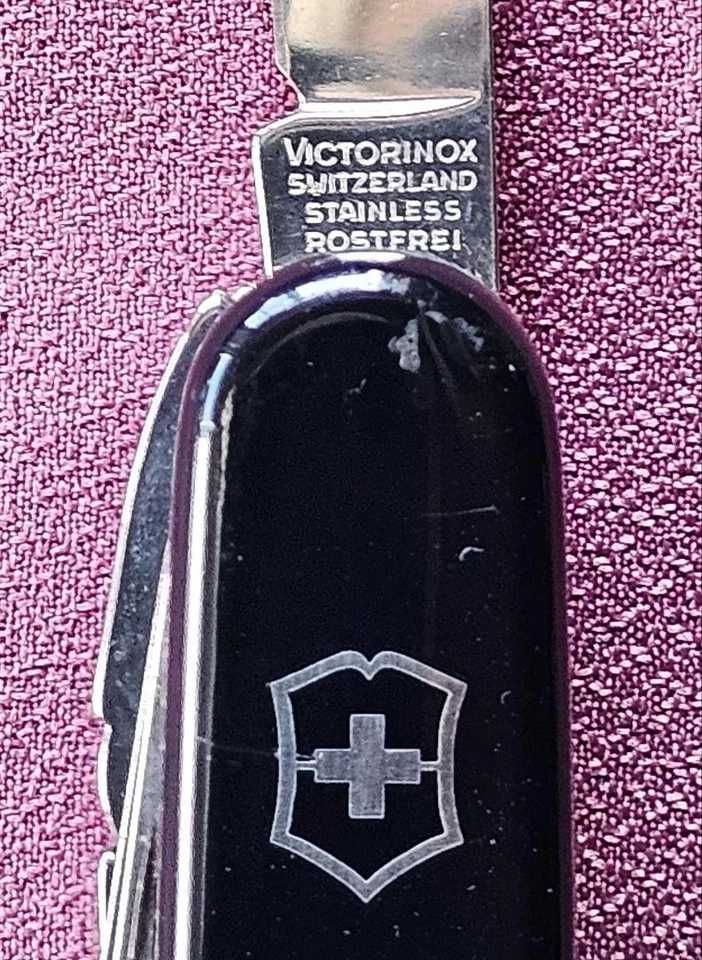 VICTORINOX
SWITZERLAND
STAINLESS
ROSTFREI